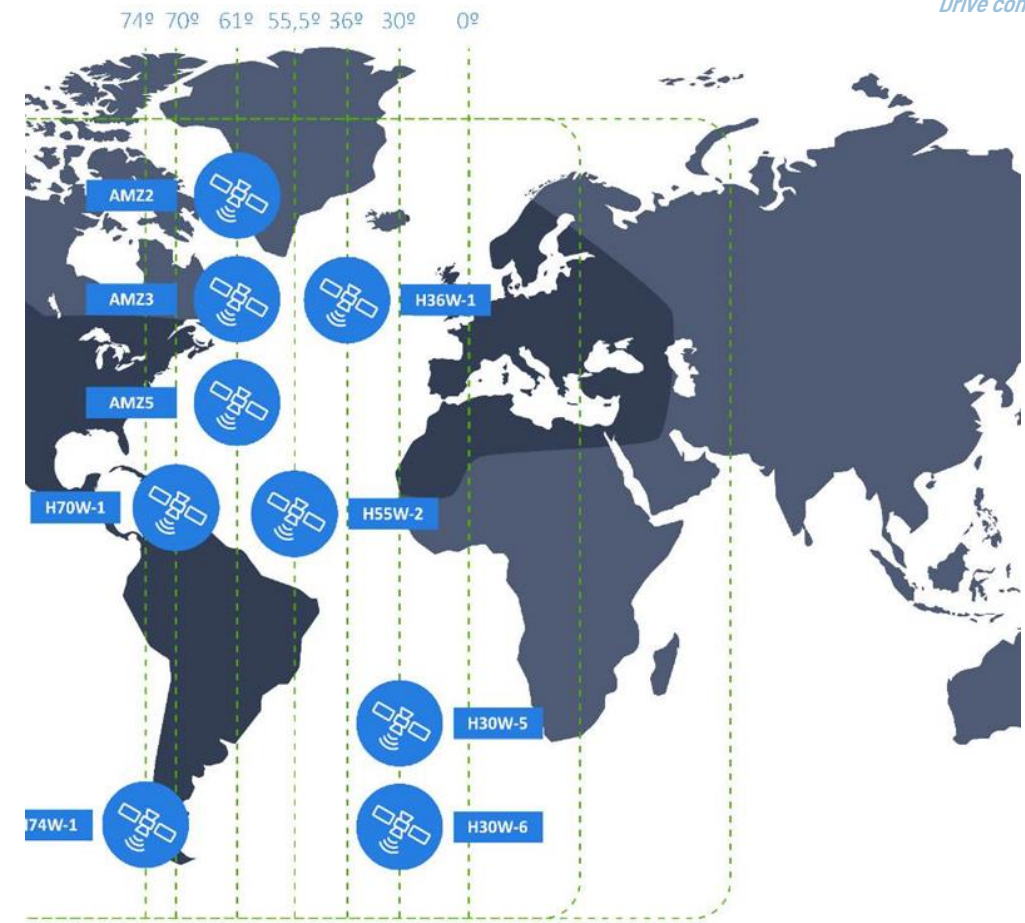 Drive con
74º 70º 61º 55,5º 36º 30º 0º
AMZ2
AMZ3
H36W-1
AMZ5
H70W-1
H55W-2
H30W-5
74W-1
H30W-6